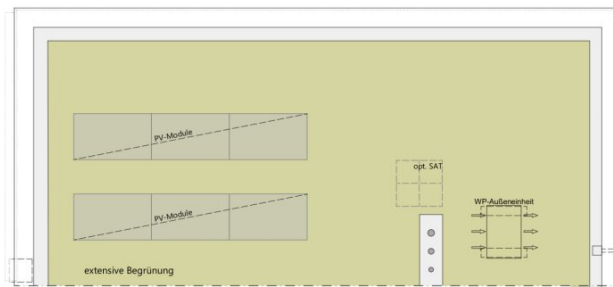 PV-Module
opt. SAT
PV-Module
WP-Außeneinheit
extensive Begrünung